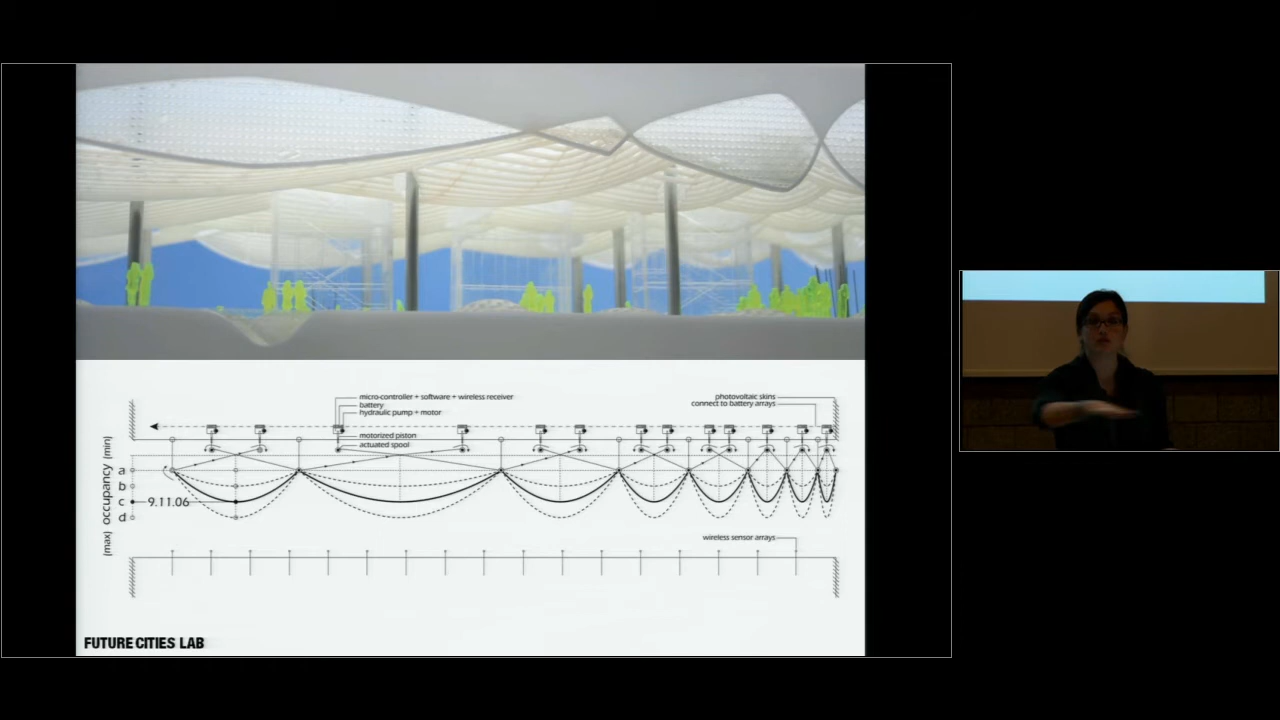 micro-controller + software + wireless receiver
battery
hydraulic pump + motor
photovoltaic skins
connect to battery arrays
motorized piston
actuated spool
(max) occupancy (min)
a
b
c 9.11.06
d
wireless sensor arrays
FUTURE CITIES LAB